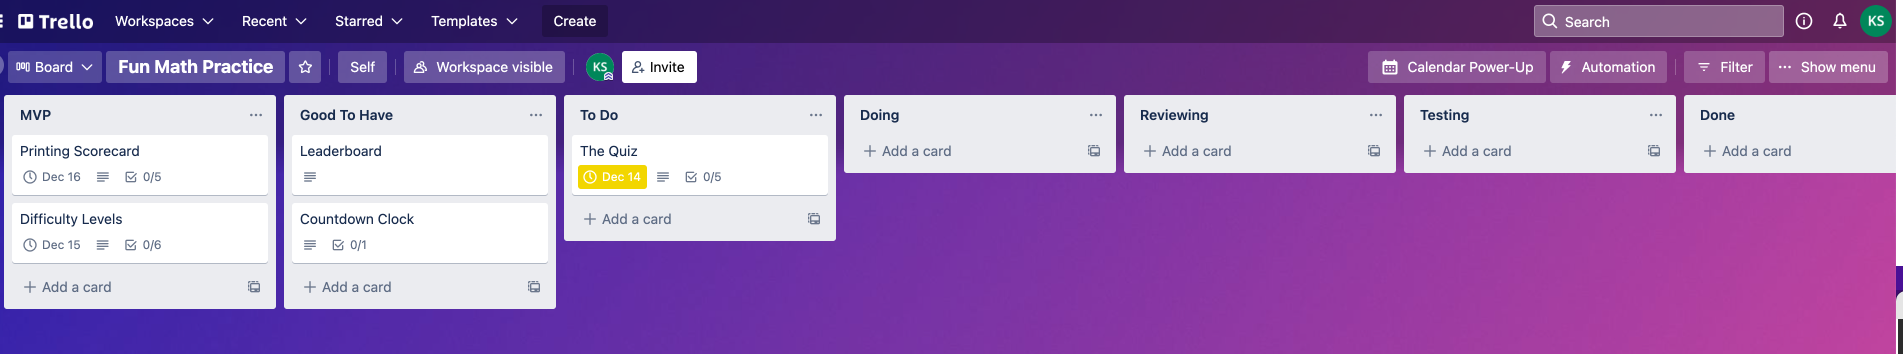 Trello Workspaces Recent Starred Templates Create Search KS
Board Fun Math Practice Self Workspace visible KS Invite Calendar Power-Up Automation Filter Show menu
MVP
Printing Scorecard
Dec 16 0/5
Difficulty Levels
Dec 15 0/6
Add a card
Good To Have
Leaderboard
Countdown Clock
0/1
Add a card
To Do
The Quiz
Dec 14 0/5
Add a card
Doing
Add a card
Reviewing
Add a card
Testing
Add a card
Done
Add a card